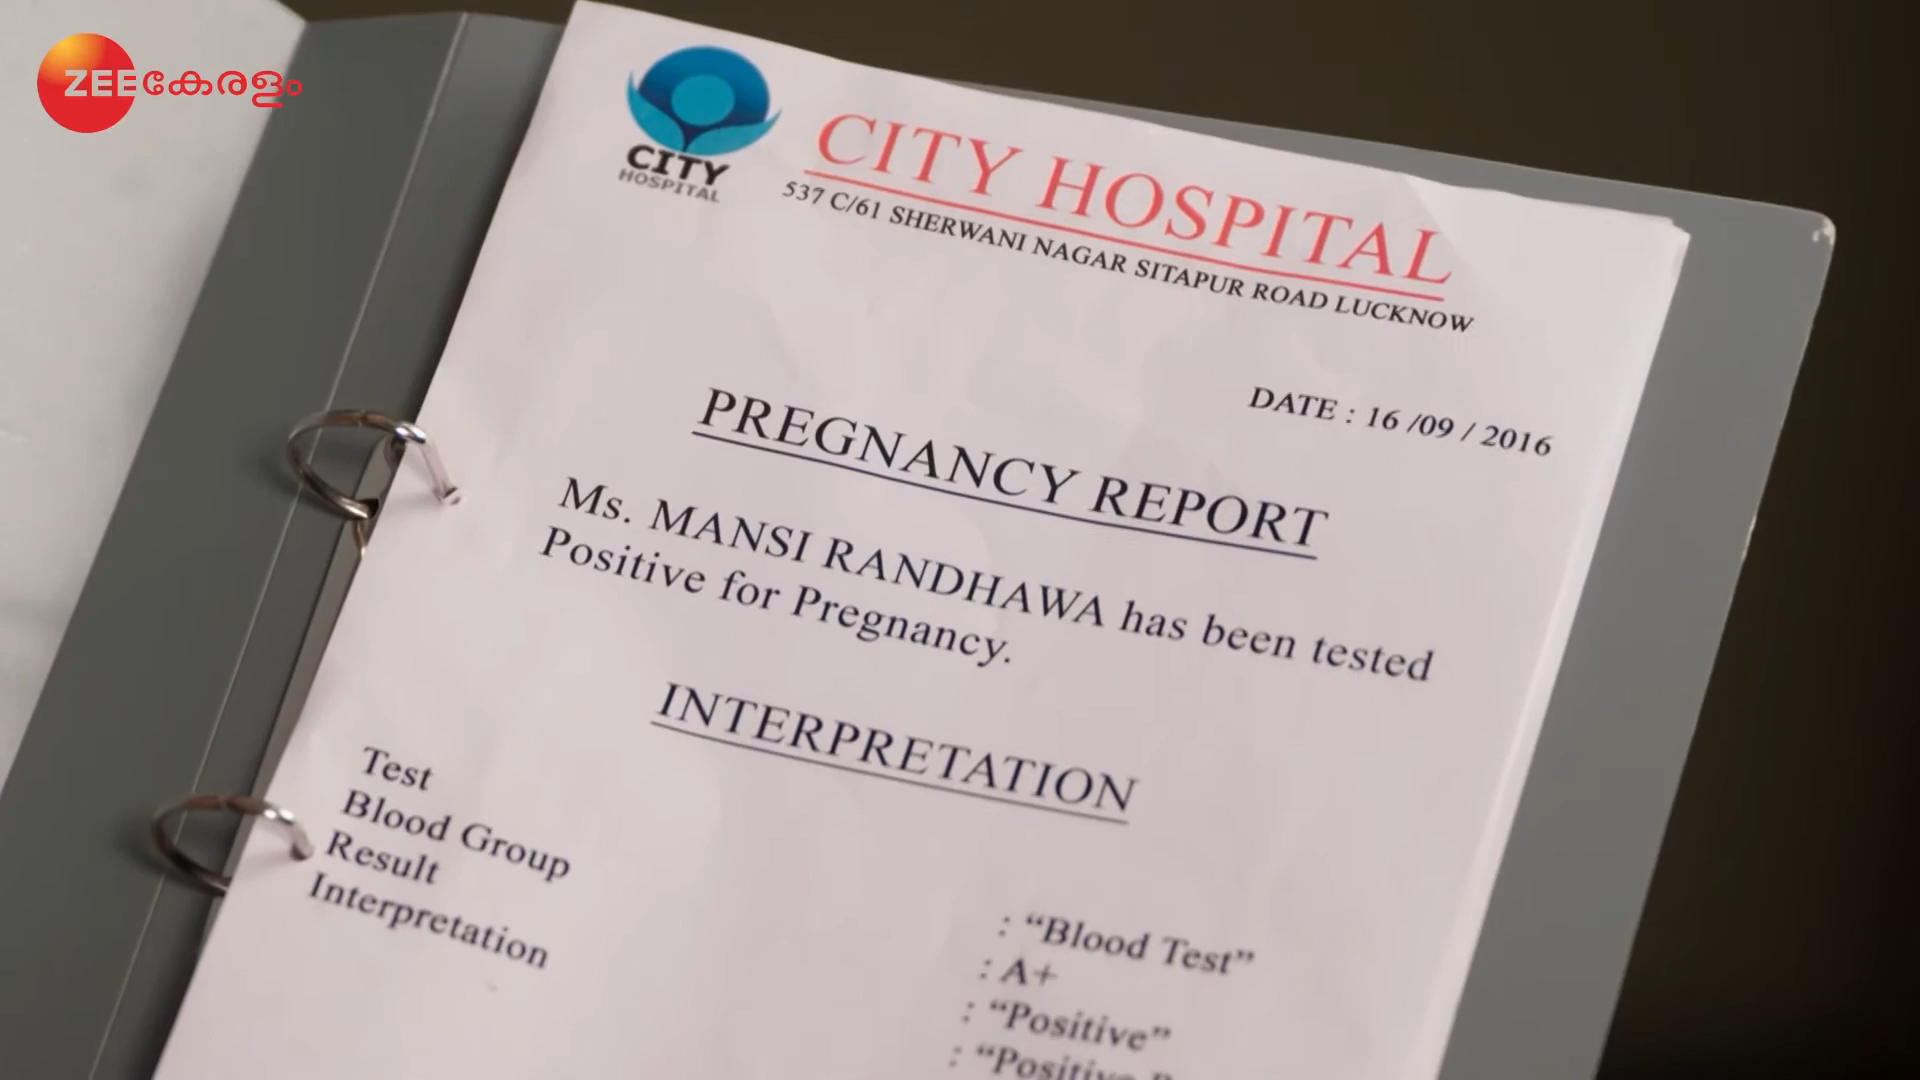 ZEE കേരളം
CITY
HOSPITAL
CITY HOSPITAL
537 C/61 SHERWANI NAGAR SITAPUR ROAD LUCKNOW
DATE : 16 /09 / 2016
PREGNANCY REPORT
Ms. MANSI RANDHAWA has been tested
Positive for Pregnancy.
INTERPRETATION
Test : “Blood Test”
Blood Group : A+
Result : “Positive”
Interpretation : “Positive